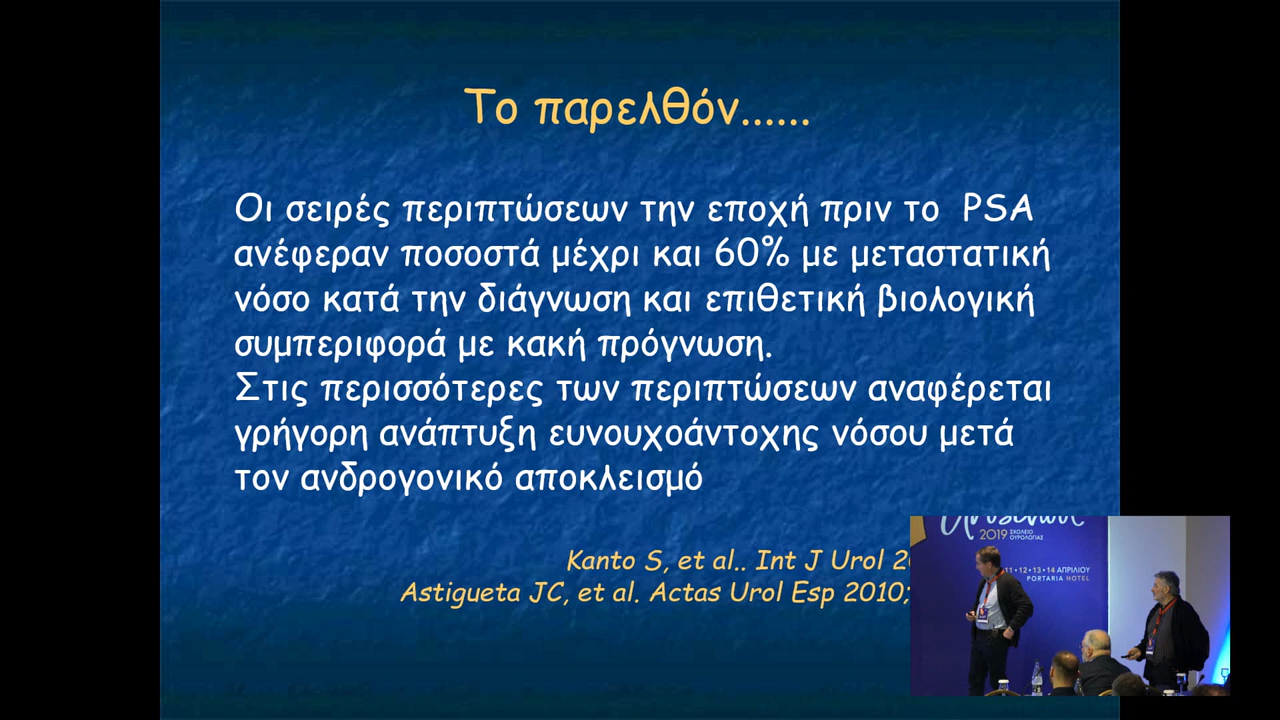 Το παρελθόν......
Οι σειρές περιπτώσεων την εποχή πριν το PSA
ανέφεραν ποσοστά μέχρι και 60% με μεταστατική
νόσο κατά την διάγνωση και επιθετική βιολογική
συμπεριφορά με κακή πρόγνωση.
Στις περισσότερες των περιπτώσεων αναφέρεται
γρήγορη ανάπτυξη ευνουχοάντοχης νόσου μετά
τον ανδρογονικό αποκλεισμό
Kanto S, et al.. Int J Urol
Astigueta JC, et al. Actas Urol Esp 2010;
2019 ΣΧΟΛΕΙΟ
ΟΥΡΟΛΟΓΙΑΣ
11•12•13•14 ΑΠΡΙΛΙΟΥ
PORTARIA HOTEL